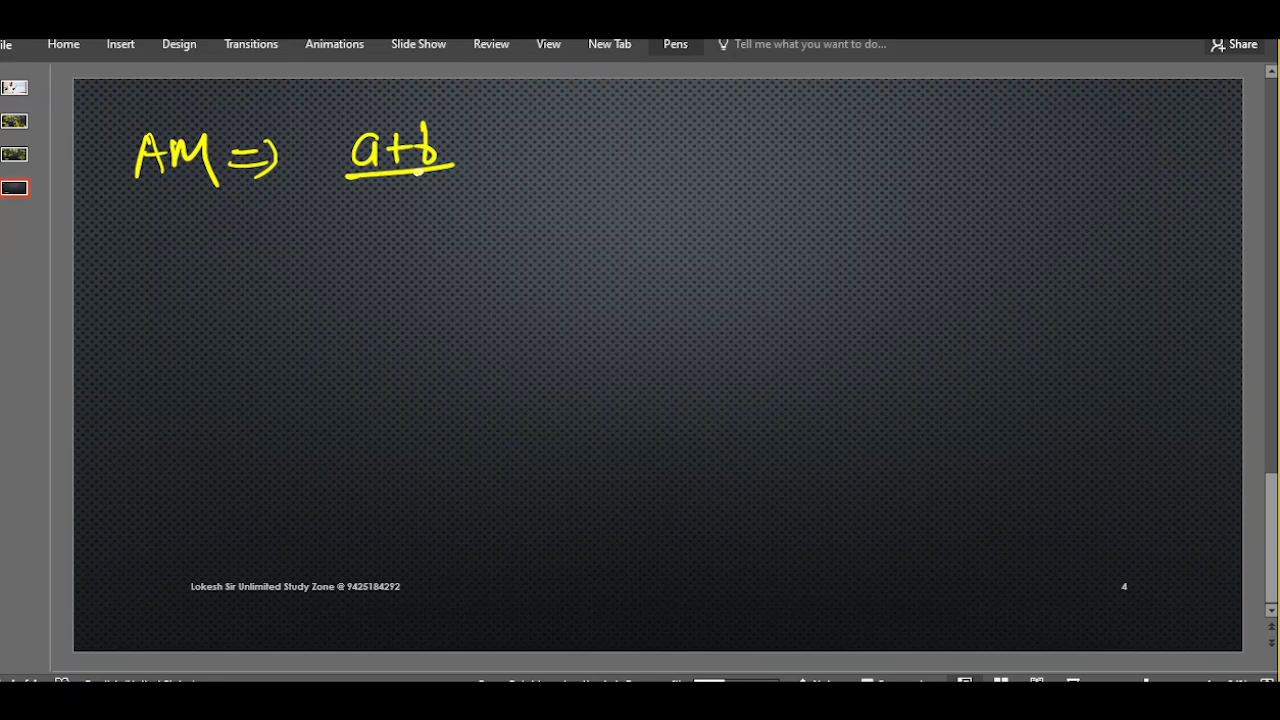 File Home Insert Design Transitions Animations Slide Show Review View New Tab Pens Tell me what you want to do... Share
AM => a+b
Lokesh Sir Unlimited Study Zone @ 9425184292 4